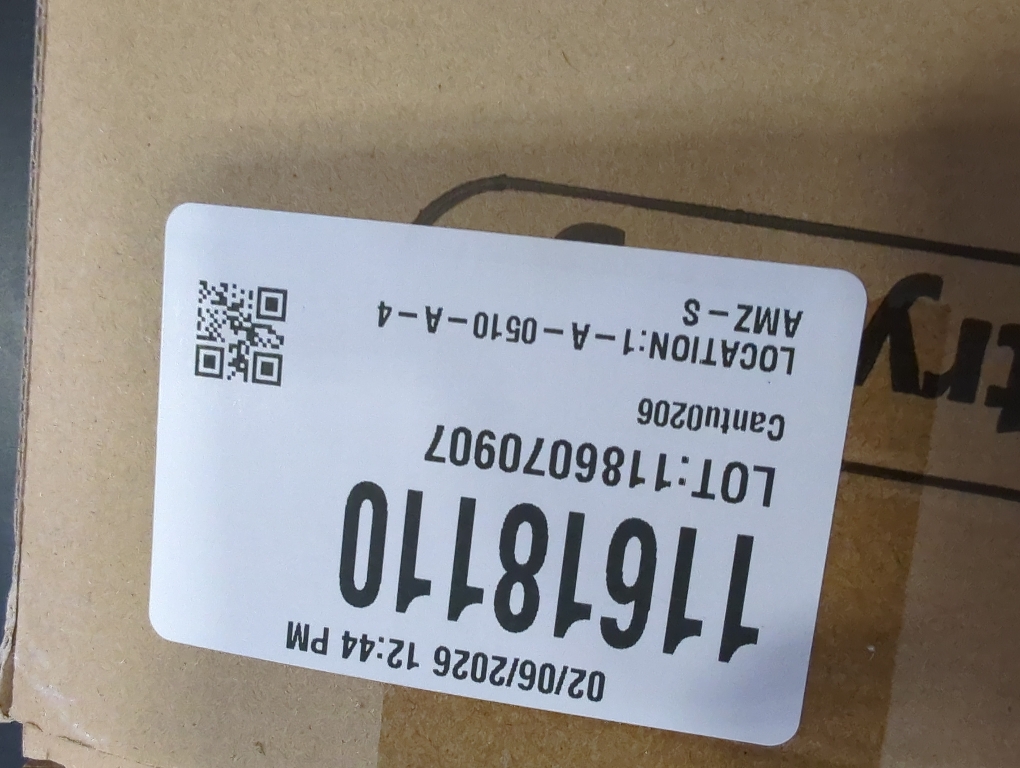 02/06/2026 12:44 PM
11618110
LOT:1186070907
Cantu0206
LOCATION:1-A-0510-A-4
AMZ-S